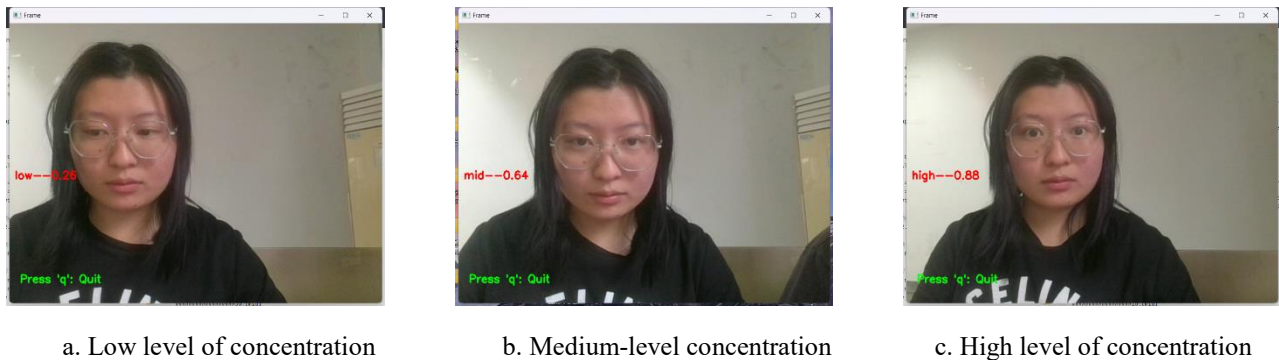 Frame
low--0.25
Press 'q': Quit
Frame
mid--0.64
Press 'q': Quit
Frame
high--0.88
Press 'q': Quit
SELIN
a. Low level of concentration
b. Medium-level concentration
c. High level of concentration